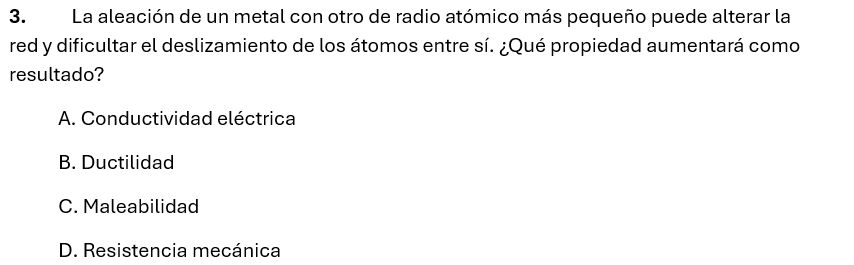 3. La aleación de un metal con otro de radio atómico más pequeño puede alterar la
red y dificultar el deslizamiento de los átomos entre sí. ¿Qué propiedad aumentará como
resultado?
A. Conductividad eléctrica
B. Ductilidad
C. Maleabilidad
D. Resistencia mecánica